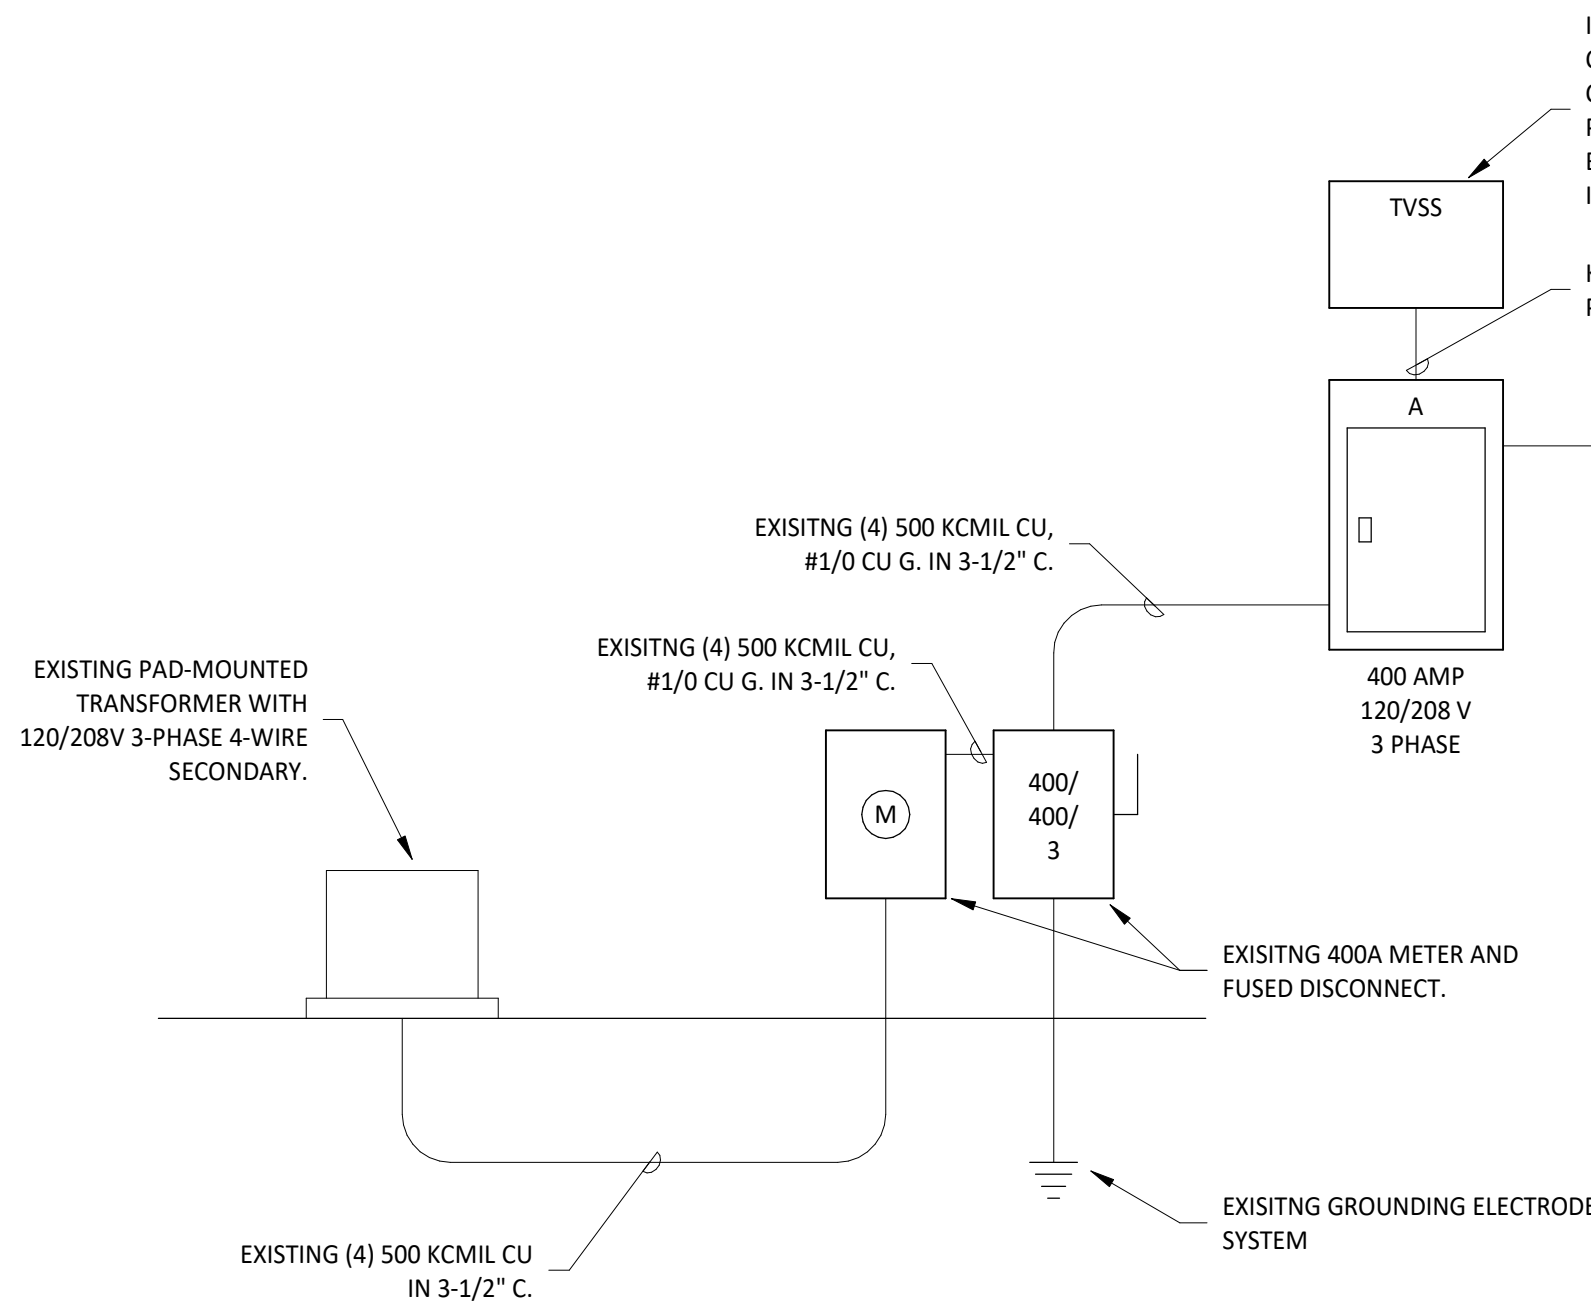 TVSS
A
EXISITNG (4) 500 KCMIL CU,
#1/0 CU G. IN 3-1/2" C.
EXISITNG (4) 500 KCMIL CU,
#1/0 CU G. IN 3-1/2" C.
EXISTING PAD-MOUNTED
TRANSFORMER WITH
120/208V 3-PHASE 4-WIRE
SECONDARY.
400 AMP
120/208 V
3 PHASE
M
400/
400/
3
EXISITNG 400A METER AND
FUSED DISCONNECT.
EXISITNG GROUNDING ELECTRODE
SYSTEM
EXISTING (4) 500 KCMIL CU
IN 3-1/2" C.